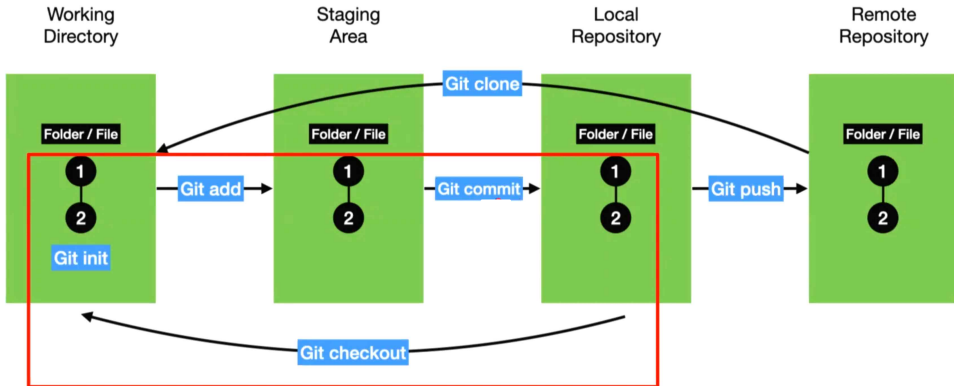 Working
Directory
Staging
Area
Local
Repository
Remote
Repository
Git clone
Folder / File
Folder / File
Folder / File
Folder / File
1
1
1
1
Git add
Git commit
Git push
2
2
2
2
Git init
Git checkout